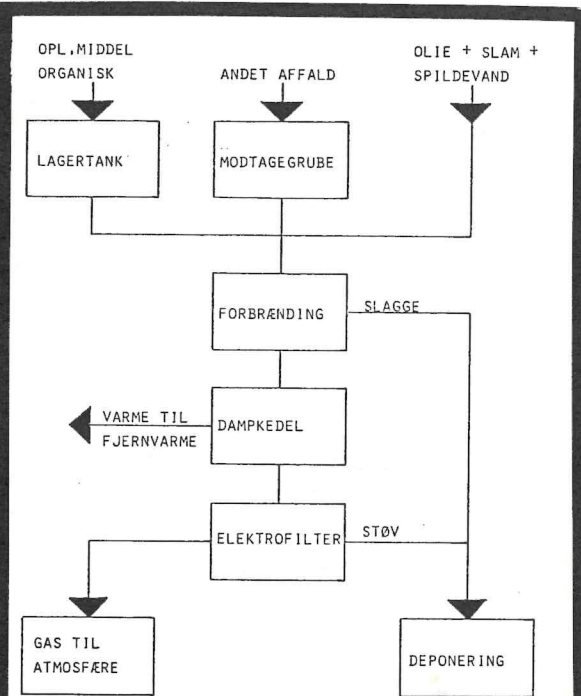 OPL.MIDDEL
ORGANISK
ANDET AFFALD
OLIE + SLAM +
SPILDEVAND
LAGERTANK
MODTAGEGRUBE
FORBRÆNDING
SLAGGE
VARME TIL
FJERNVARME
DAMPKEDEL
ELEKTROFILTER
STØV
GAS TIL
ATMOSFÆRE
DEPONERING